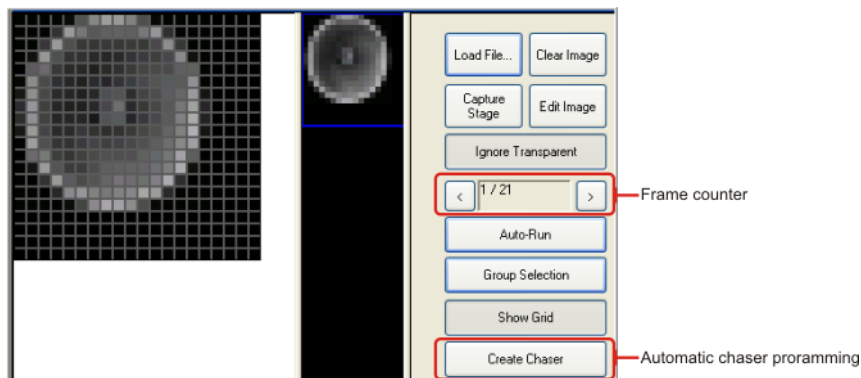 Load File...
Clear Image
Capture
Stage
Edit Image
Ignore Transparent
<
1 / 21
>
Frame counter
Auto-Run
Group Selection
Show Grid
Create Chaser
Automatic chaser proramming